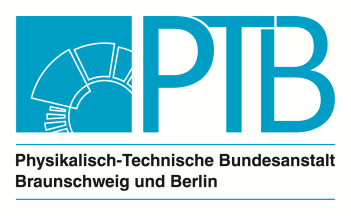 PTB
Physikalisch-Technische Bundesanstalt
Braunschweig und Berlin